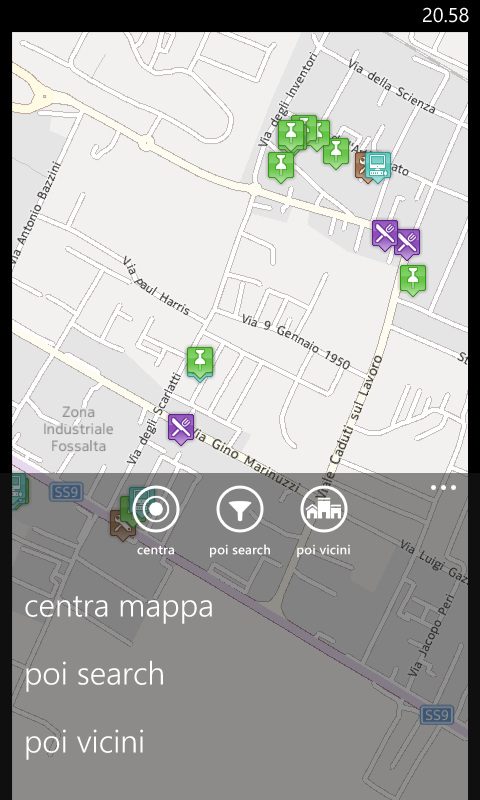 20.58
Via degli Inventori
Via della Scienza
Via Antonio Bazzini
Via Paul Harris
Via 9 Gennaio 1950
Via degli Scarlatti
Viale Caduti sul Lavoro
Zona
Industriale
Fossalta
Via Gino Marinuzzi
SS9
centra
poi search
poi vicini
Via Luigi Gaz
Via Jacopo Peri
centra mappa
poi search
SS9
poi vicini